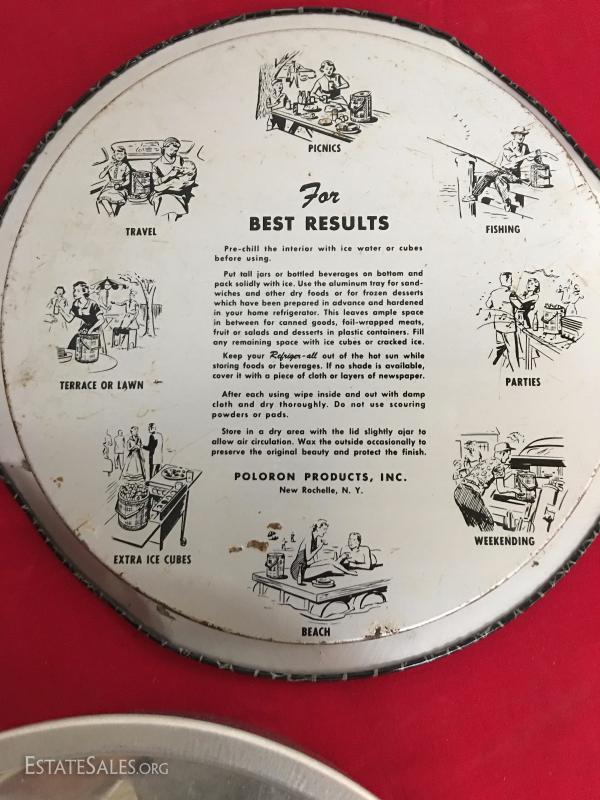 PICNICS
TRAVEL
FISHING
For
BEST RESULTS
Pre-chill the interior with ice water or cubes
before using.
Put tall jars or bottled beverages on bottom and
pack solidly with ice. Use the aluminum tray for sand-
wiches and other dry foods or for frozen desserts
which have been prepared in advance and hardened
in your home refrigerator. This leaves ample space
in between for canned goods, foil-wrapped meats,
fruit or salads and desserts in plastic containers. Fill
any remaining space with ice cubes or cracked ice.
Keep your Refriger-all out of the hot sun while
storing foods or beverages. If no shade is available,
cover it with a piece of cloth or layers of newspaper.
After each using wipe inside and out with damp
cloth and dry thoroughly. Do not use scouring
powders or pads.
Store in a dry area with the lid slightly ajar to
allow air circulation. Wax the outside occasionally to
preserve the original beauty and protect the finish.
POLORON PRODUCTS, INC.
New Rochelle, N. Y.
TERRACE OR LAWN
PARTIES
EXTRA ICE CUBES
WEEKENDING
BEACH
ESTATESALES.ORG